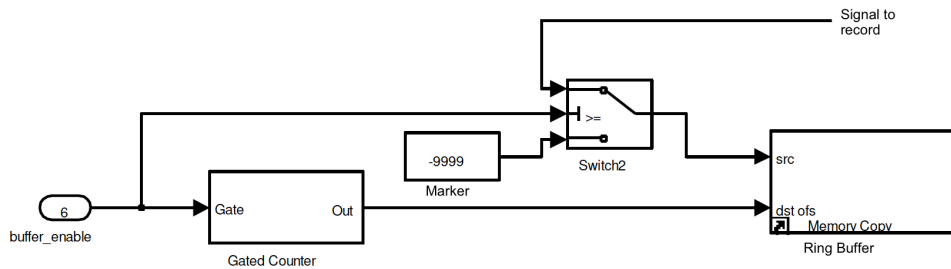 Signal to
record
>=
-9999
Switch2
src
Marker
6
Gate
Out
dst ofs
Memory Copy
buffer_enable
Ring Buffer
Gated Counter